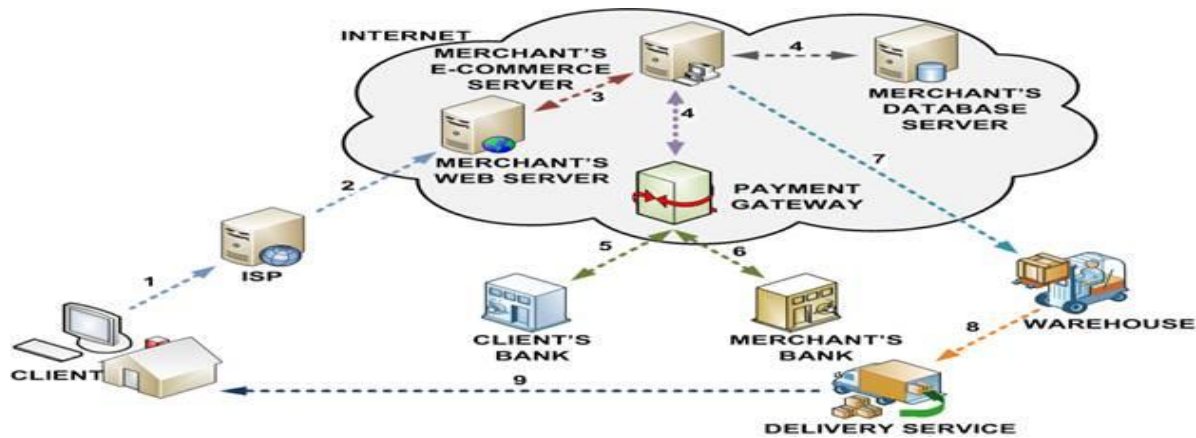 INTERNET
MERCHANT'S
E-COMMERCE
SERVER
4
MERCHANT'S
DATABASE
SERVER
3
4
MERCHANT'S
WEB SERVER
7
2
PAYMENT
GATEWAY
5
6
ISP
1
CLIENT'S
BANK
MERCHANT'S
BANK
8
WAREHOUSE
CLIENT
9
DELIVERY SERVICE